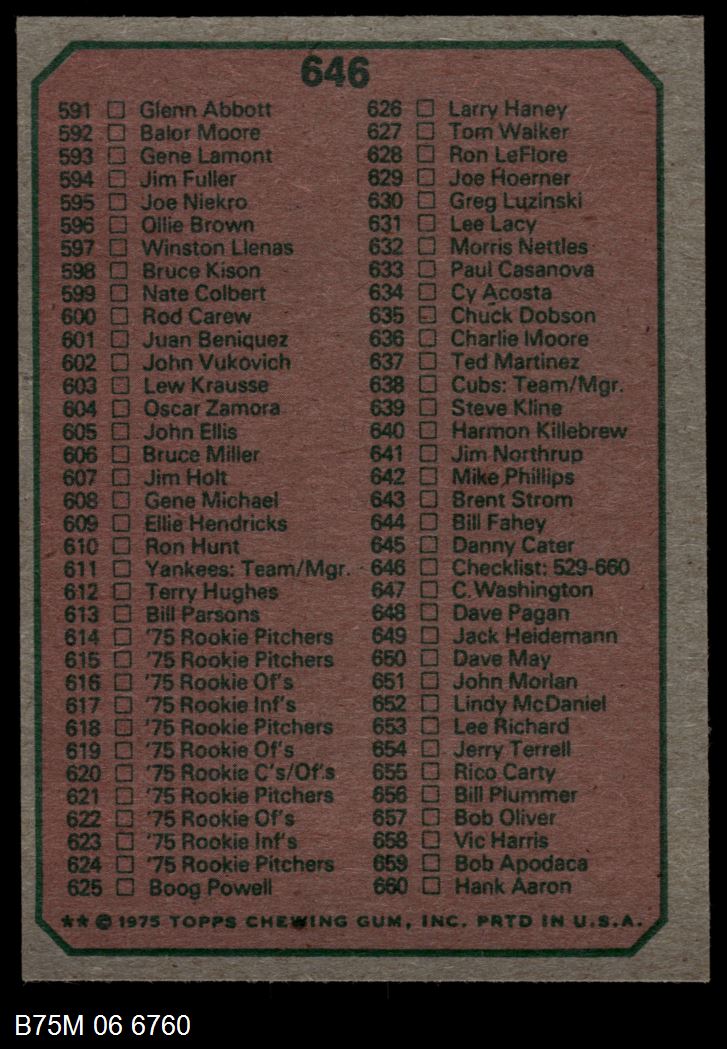 646
591 Glenn Abbott
592 Balor Moore
593 Gene Lamont
594 Jim Fuller
595 Joe Niekro
596 Ollie Brown
597 Winston Llenas
598 Bruce Kison
599 Nate Colbert
600 Rod Carew
601 Juan Beniquez
602 John Vukovich
603 Lew Krausse
604 Oscar Zamora
605 John Ellis
606 Bruce Miller
607 Jim Holt
608 Gene Michael
609 Ellie Hendricks
610 Ron Hunt
611 Yankees: Team/Mgr.
612 Terry Hughes
613 Bill Parsons
614 '75 Rookie Pitchers
615 '75 Rookie Pitchers
616 '75 Rookie Of's
617 '75 Rookie Inf's
618 '75 Rookie Pitchers
619 '75 Rookie Of's
620 '75 Rookie C's/Of's
621 '75 Rookie Pitchers
622 '75 Rookie Of's
623 '75 Rookie Inf's
624 '75 Rookie Pitchers
625 Boog Powell
626 Larry Haney
627 Tom Walker
628 Ron LeFlore
629 Joe Hoerner
630 Greg Luzinski
631 Lee Lacy
632 Morris Nettles
633 Paul Casanova
634 Cy Acosta
635 Chuck Dobson
636 Charlie Moore
637 Ted Martinez
638 Cubs: Team/Mgr.
639 Steve Kline
640 Harmon Killebrew
641 Jim Northrup
642 Mike Phillips
643 Brent Strom
644 Bill Fahey
645 Danny Cater
646 Checklist: 529-660
647 C. Washington
648 Dave Pagan
649 Jack Heidemann
650 Dave May
651 John Morlan
652 Lindy McDaniel
653 Lee Richard
654 Jerry Terrell
655 Rico Carty
656 Bill Plummer
657 Bob Oliver
658 Vic Harris
659 Bob Apodaca
660 Hank Aaron
** © 1975 TOPPS CHEWING GUM, INC. PRTD IN U.S.A.
B75M 06 6760